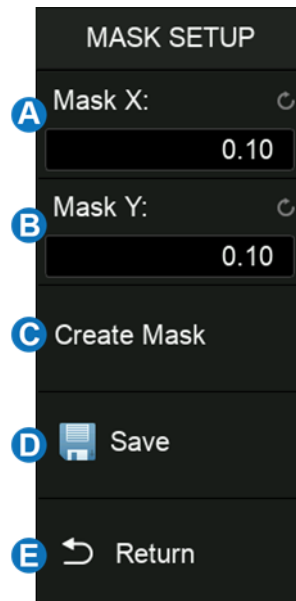 MASK SETUP
A Mask X:
0.10
B Mask Y:
0.10
C Create Mask
D Save
E Return